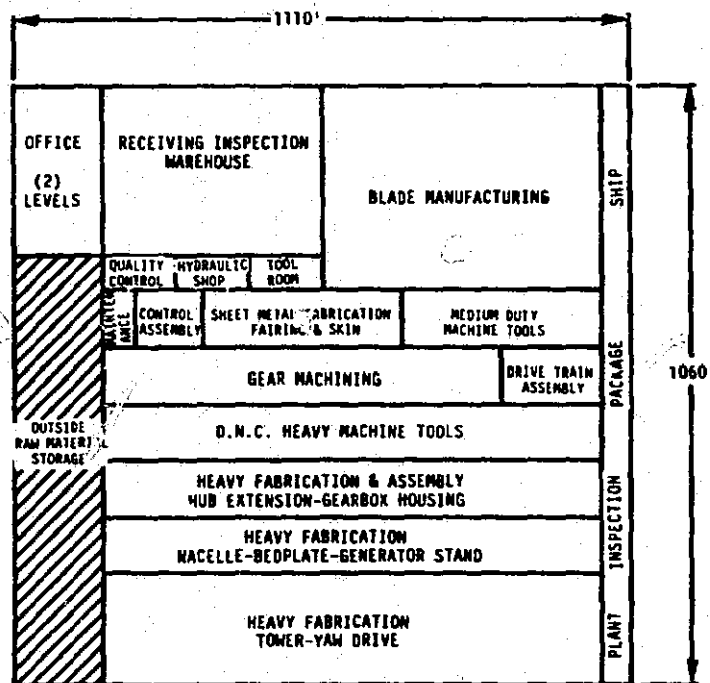 1110'
OFFICE
(2)
LEVELS
RECEIVING INSPECTION
WAREHOUSE
BLADE MANUFACTURING
SHIP
QUALITY
CONTROL
HYDRAULIC
SHOP
TOOL
ROOM
MAINTEN
ANCE
CONTROL
ASSEMBLY
SHEET METAL FABRICATION
FAIRING & SKIN
MEDIUM DUTY
MACHINE TOOLS
GEAR MACHINING
DRIVE TRAIN
ASSEMBLY
PACKAGE
1060
OUTSIDE
RAW MATERIAL
STORAGE
D.N.C. HEAVY MACHINE TOOLS
HEAVY FABRICATION & ASSEMBLY
HUB EXTENSION-GEARBOX HOUSING
INSPECTION
HEAVY FABRICATION
NACELLE-BEDPLATE-GENERATOR STAND
HEAVY FABRICATION
TOWER-YAW DRIVE
PLANT